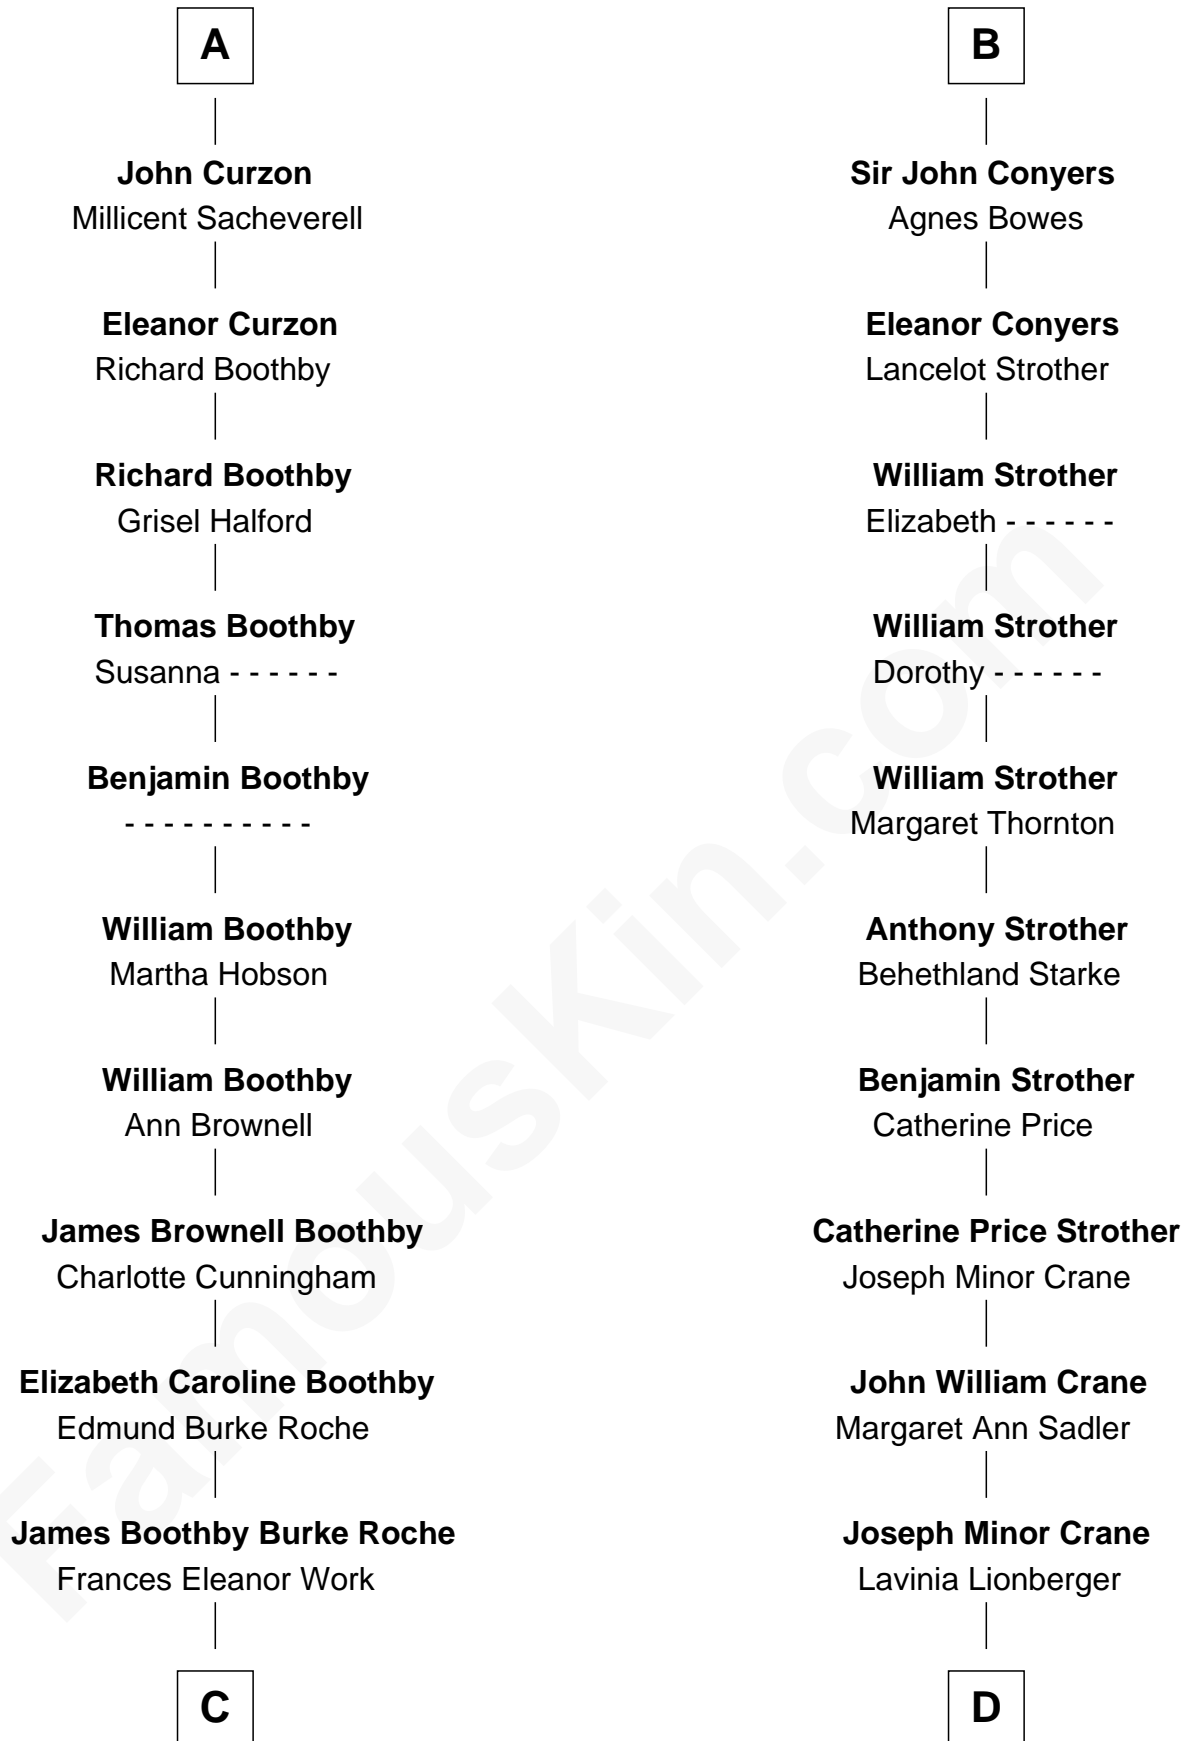 A
John Curzon
Millicent Sacheverell
Eleanor Curzon
Richard Boothby
Richard Boothby
Grisel Halford
Thomas Boothby
Susanna - - - - - -
Benjamin Boothby
- - - - - - - - - -
William Boothby
Martha Hobson
William Boothby
Ann Brownell
James Brownell Boothby
Charlotte Cunningham
Elizabeth Caroline Boothby
Edmund Burke Roche
James Boothby Burke Roche
Frances Eleanor Work
C
B
Sir John Conyers
Agnes Bowes
Eleanor Conyers
Lancelot Strother
William Strother
Elizabeth - - - - - -
William Strother
Dorothy - - - - - -
William Strother
Margaret Thornton
Anthony Strother
Behethland Starke
Benjamin Strother
Catherine Price
Catherine Price Strother
Joseph Minor Crane
John William Crane
Margaret Ann Sadler
Joseph Minor Crane
Lavinia Lionberger
D
FamousKin.com